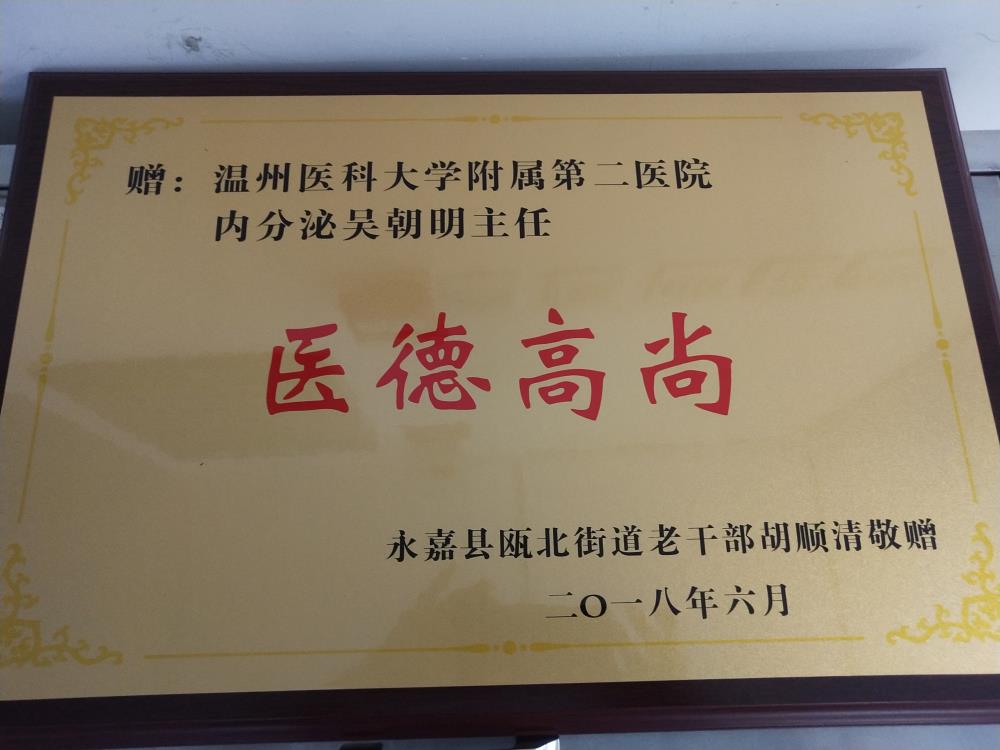 赠：温州医科大学附属第二医院
内分泌吴朝明主任
医德高尚
永嘉县瓯北街道老干部胡顺清敬赠
二〇一八年六月